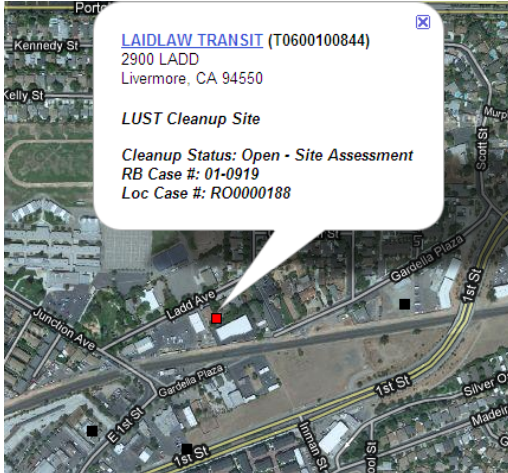 Porto
Kennedy St
Kelly St
LAIDLAW TRANSIT (T0600100844)
2900 LADD
Livermore, CA 94550
LUST Cleanup Site
Cleanup Status: Open - Site Assessment
RB Case #: 01-0919
Loc Case #: RO0000188
Scott St
Gardella Plaza
1st St
Ladd Ave
Junction Ave
Gardella Plaza
1st St
E 1st St
1st St
Inman St
Silver O
Madeir